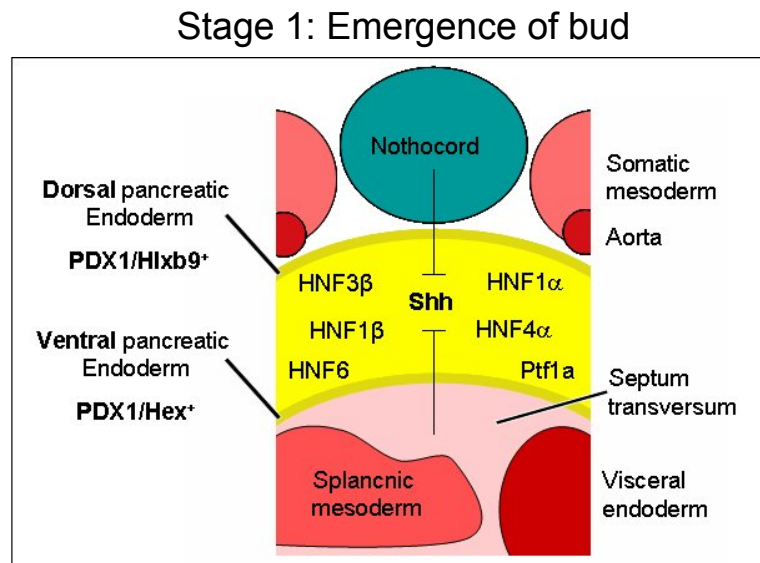 Stage 1: Emergence of bud
Nothocord
Somatic
mesoderm
Dorsal pancreatic
Endoderm
Aorta
PDX1/Hlxb9⁺
HNF3β
HNF1α
Shh
HNF1β
HNF4α
Ventral pancreatic
Endoderm
HNF6
Ptf1a
Septum
transversum
PDX1/Hex⁺
Splancnic
mesoderm
Visceral
endoderm